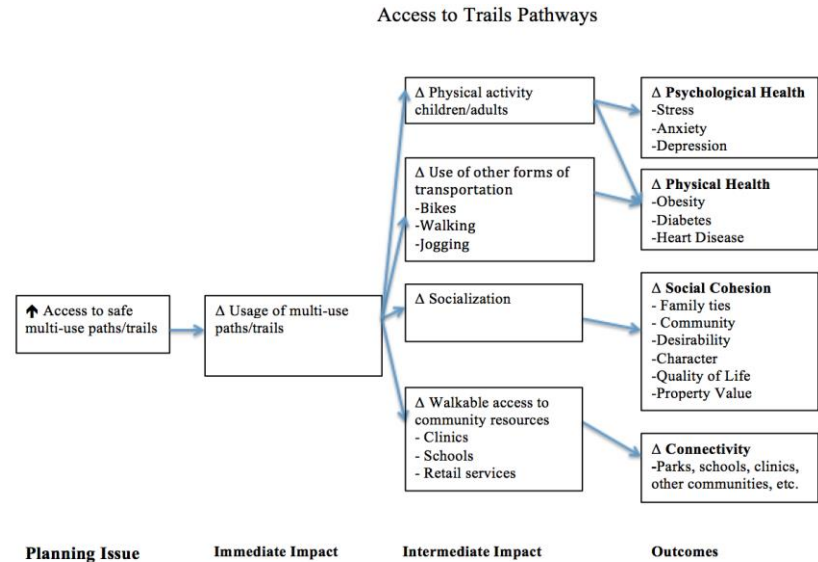 Access to Trails Pathways
↑ Access to safe
multi-use paths/trails
Δ Usage of multi-use
paths/trails
Δ Physical activity
children/adults
Δ Use of other forms of
transportation
-Bikes
-Walking
-Jogging
Δ Socialization
Δ Walkable access to
community resources
- Clinics
- Schools
- Retail services
Δ Psychological Health
-Stress
-Anxiety
-Depression
Δ Physical Health
-Obesity
-Diabetes
-Heart Disease
Δ Social Cohesion
- Family ties
- Community
-Desirability
-Character
-Quality of Life
-Property Value
Δ Connectivity
-Parks, schools, clinics,
other communities, etc.
Planning Issue
Immediate Impact
Intermediate Impact
Outcomes